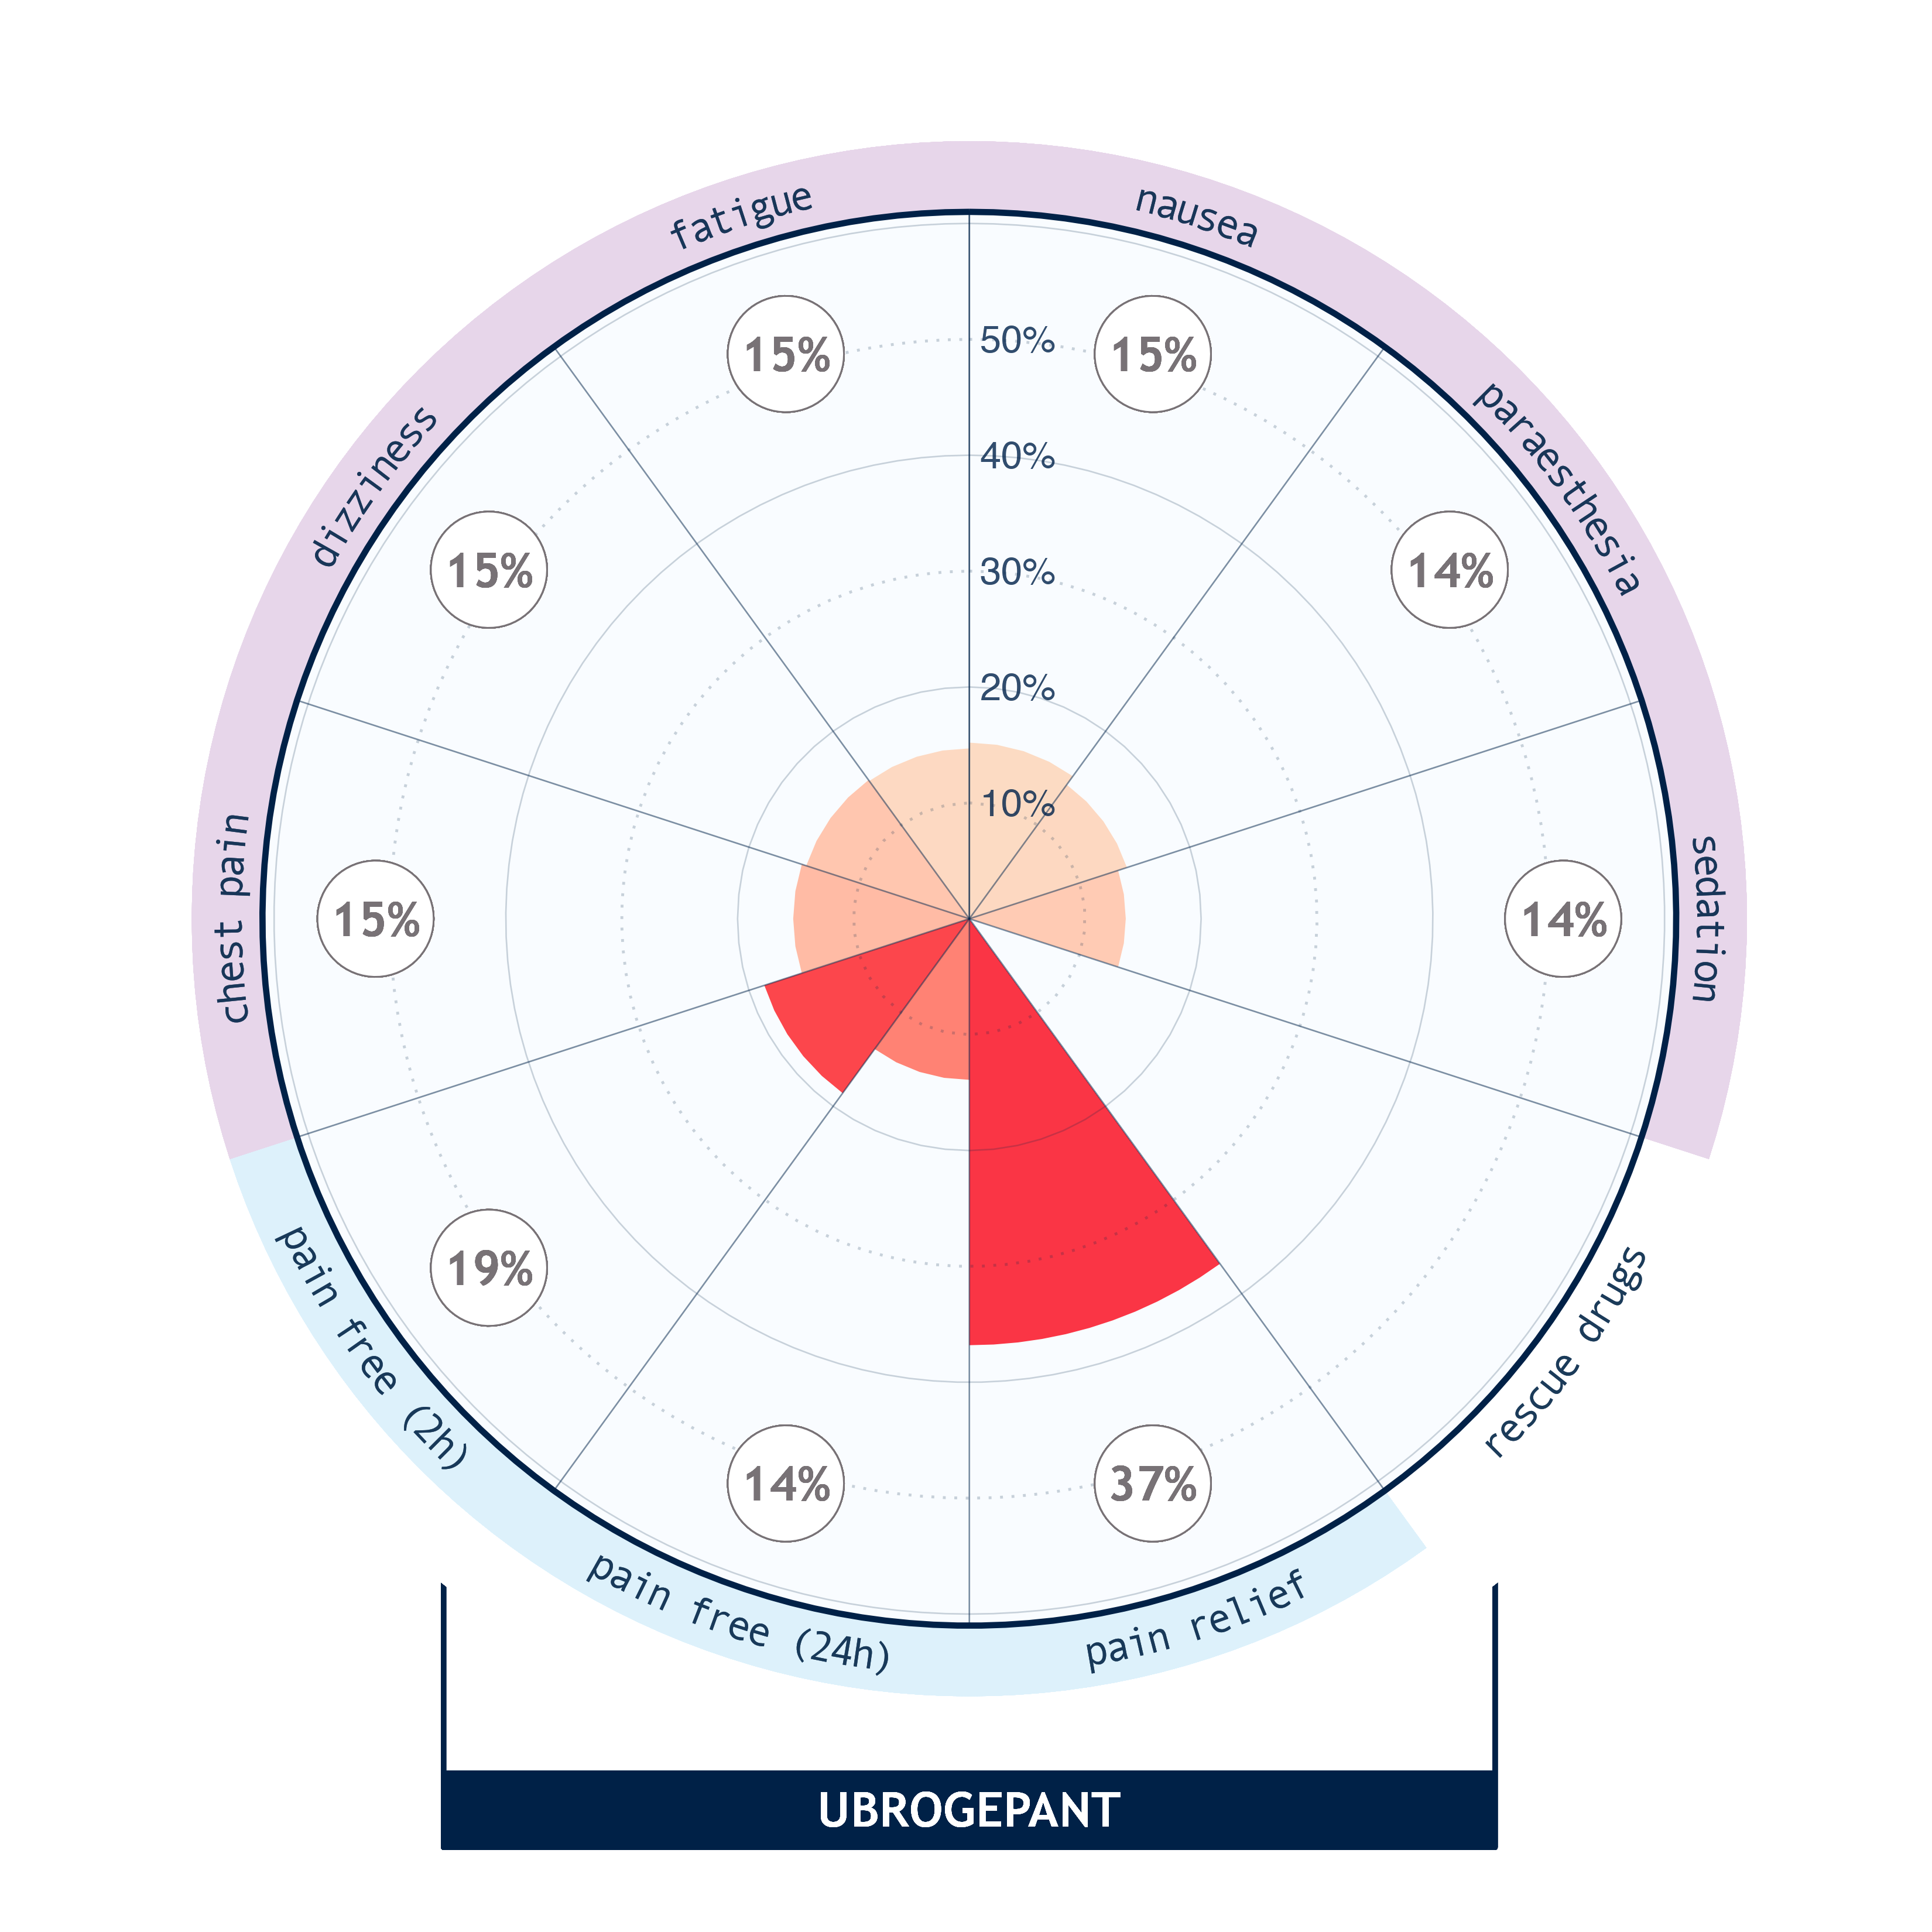 fatigue
nausea
dizziness
paraesthesia
chest pain
sedation
pain free (2h)
rescue drugs
pain free (24h)
pain relief
15%
15%
50%
40%
30%
20%
10%
15%
14%
15%
14%
19%
14%
37%
UBROGEPANT